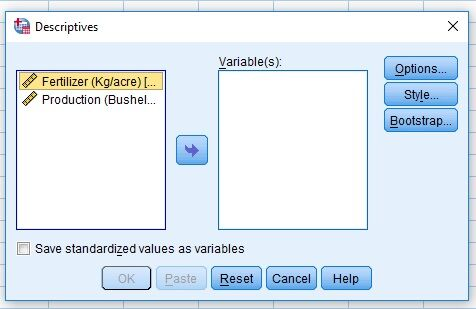 Descriptives
Variable(s):
Fertilizer (Kg/acre) [...
Production (Bushel...
Options...
Style...
Bootstrap...
Save standardized values as variables
OK Paste Reset Cancel Help